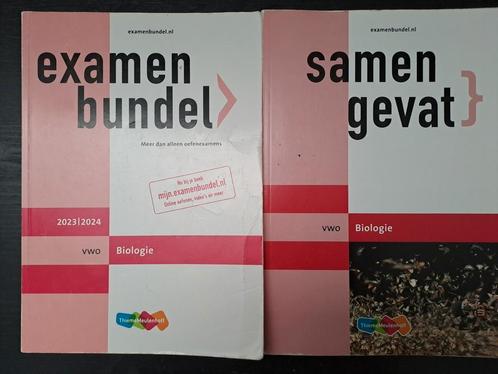 examenbundel.nl
examen
bundel>
Meer dan alleen oefenexamens
Nu bij je boek
mijn.examenbundel.nl
Online oefenen, video's en meer
2023|2024
vwo Biologie
ThiemeMeulenhoff
examenbundel.nl
samen
gevat}
vwo Biologie
ThiemeMeulenhoff